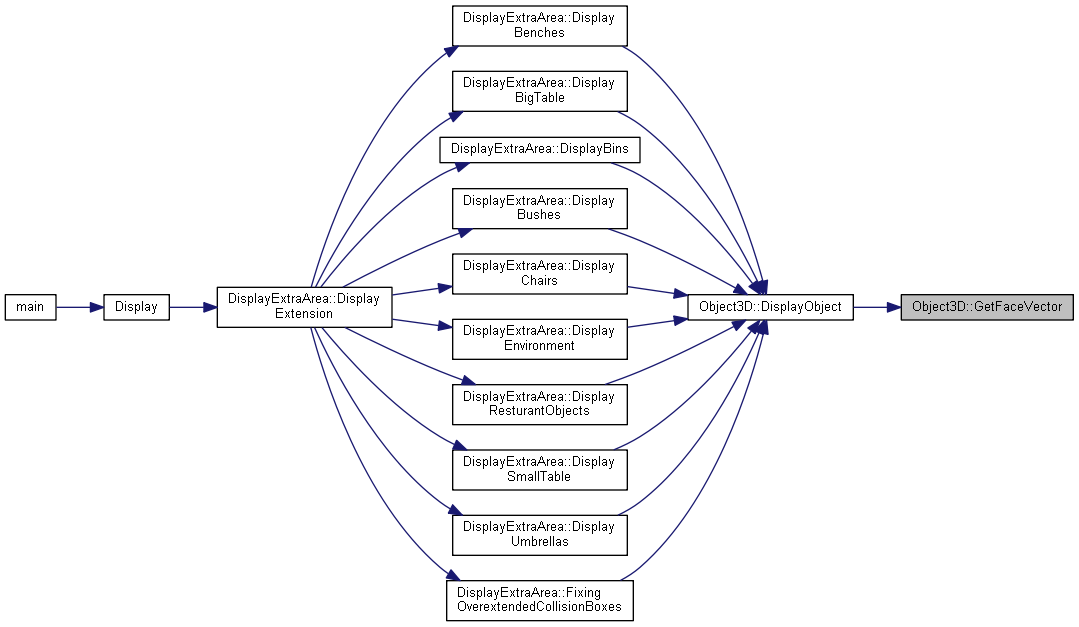 main
Display
DisplayExtraArea::Display
Extension
DisplayExtraArea::Display
Benches
DisplayExtraArea::Display
BigTable
DisplayExtraArea::DisplayBins
DisplayExtraArea::Display
Bushes
DisplayExtraArea::Display
Chairs
DisplayExtraArea::Display
Environment
DisplayExtraArea::Display
ResturantObjects
DisplayExtraArea::Display
SmallTable
DisplayExtraArea::Display
Umbrellas
DisplayExtraArea::Fixing
OverextendedCollisionBoxes
Object3D::DisplayObject
Object3D::GetFaceVector